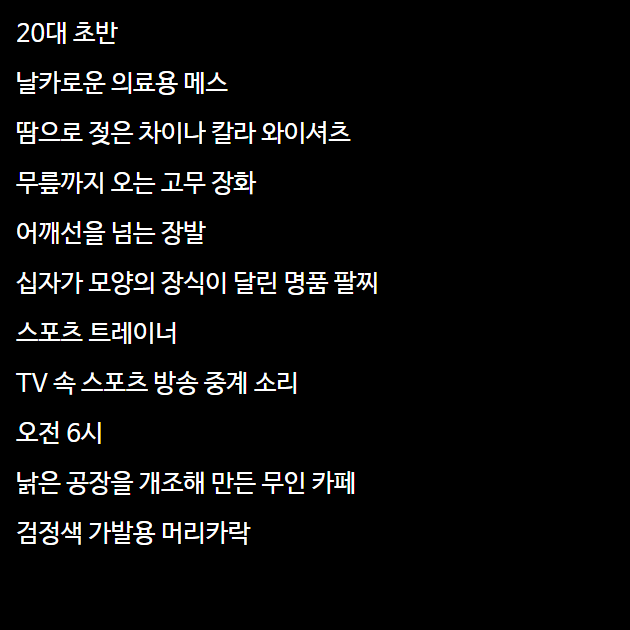 20대 초반
날카로운 의료용 메스
땀으로 젖은 차이나 칼라 와이셔츠
무릎까지 오는 고무 장화
어깨선을 넘는 장발
십자가 모양의 장식이 달린 명품 팔찌
스포츠 트레이너
TV 속 스포츠 방송 중계 소리
오전 6시
낡은 공장을 개조해 만든 무인 카페
검정색 가발용 머리카락